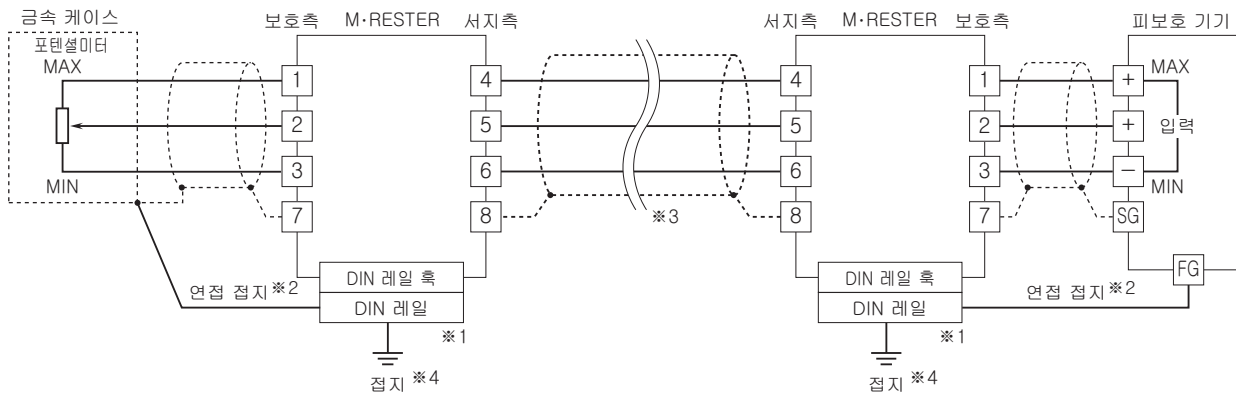 금속 케이스
포텐셜미터
MAX
MIN
보호측 M·RESTER 서지측
1
2
3
7
4
5
6
8
DIN 레일 훅
DIN 레일
연접 접지 ※2
※1
접지 ※4
※3
서지측 M·RESTER 보호측
4
5
6
8
1
2
3
7
DIN 레일 훅
DIN 레일
※1
접지 ※4
연접 접지 ※2
피보호 기기
+
+
−
SG
FG
MAX
입력
MIN